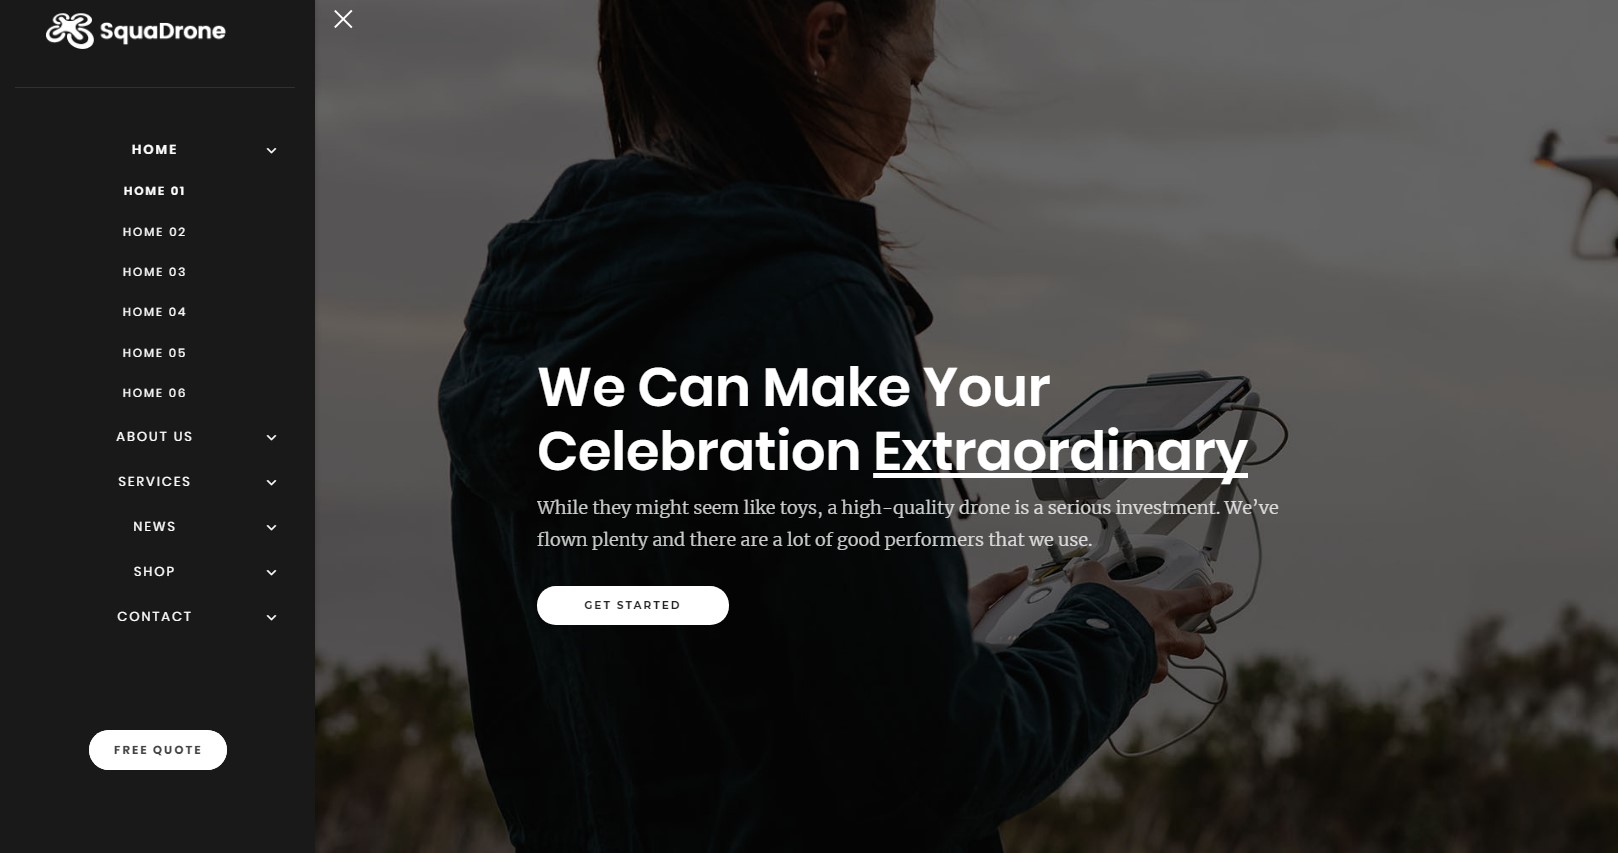 SquaDrone
HOME
HOME 01
HOME 02
HOME 03
HOME 04
HOME 05
HOME 06
ABOUT US
SERVICES
NEWS
SHOP
CONTACT
FREE QUOTE
We Can Make Your
Celebration Extraordinary
While they might seem like toys, a high-quality drone is a serious investment. We’ve
flown plenty and there are a lot of good performers that we use.
GET STARTED